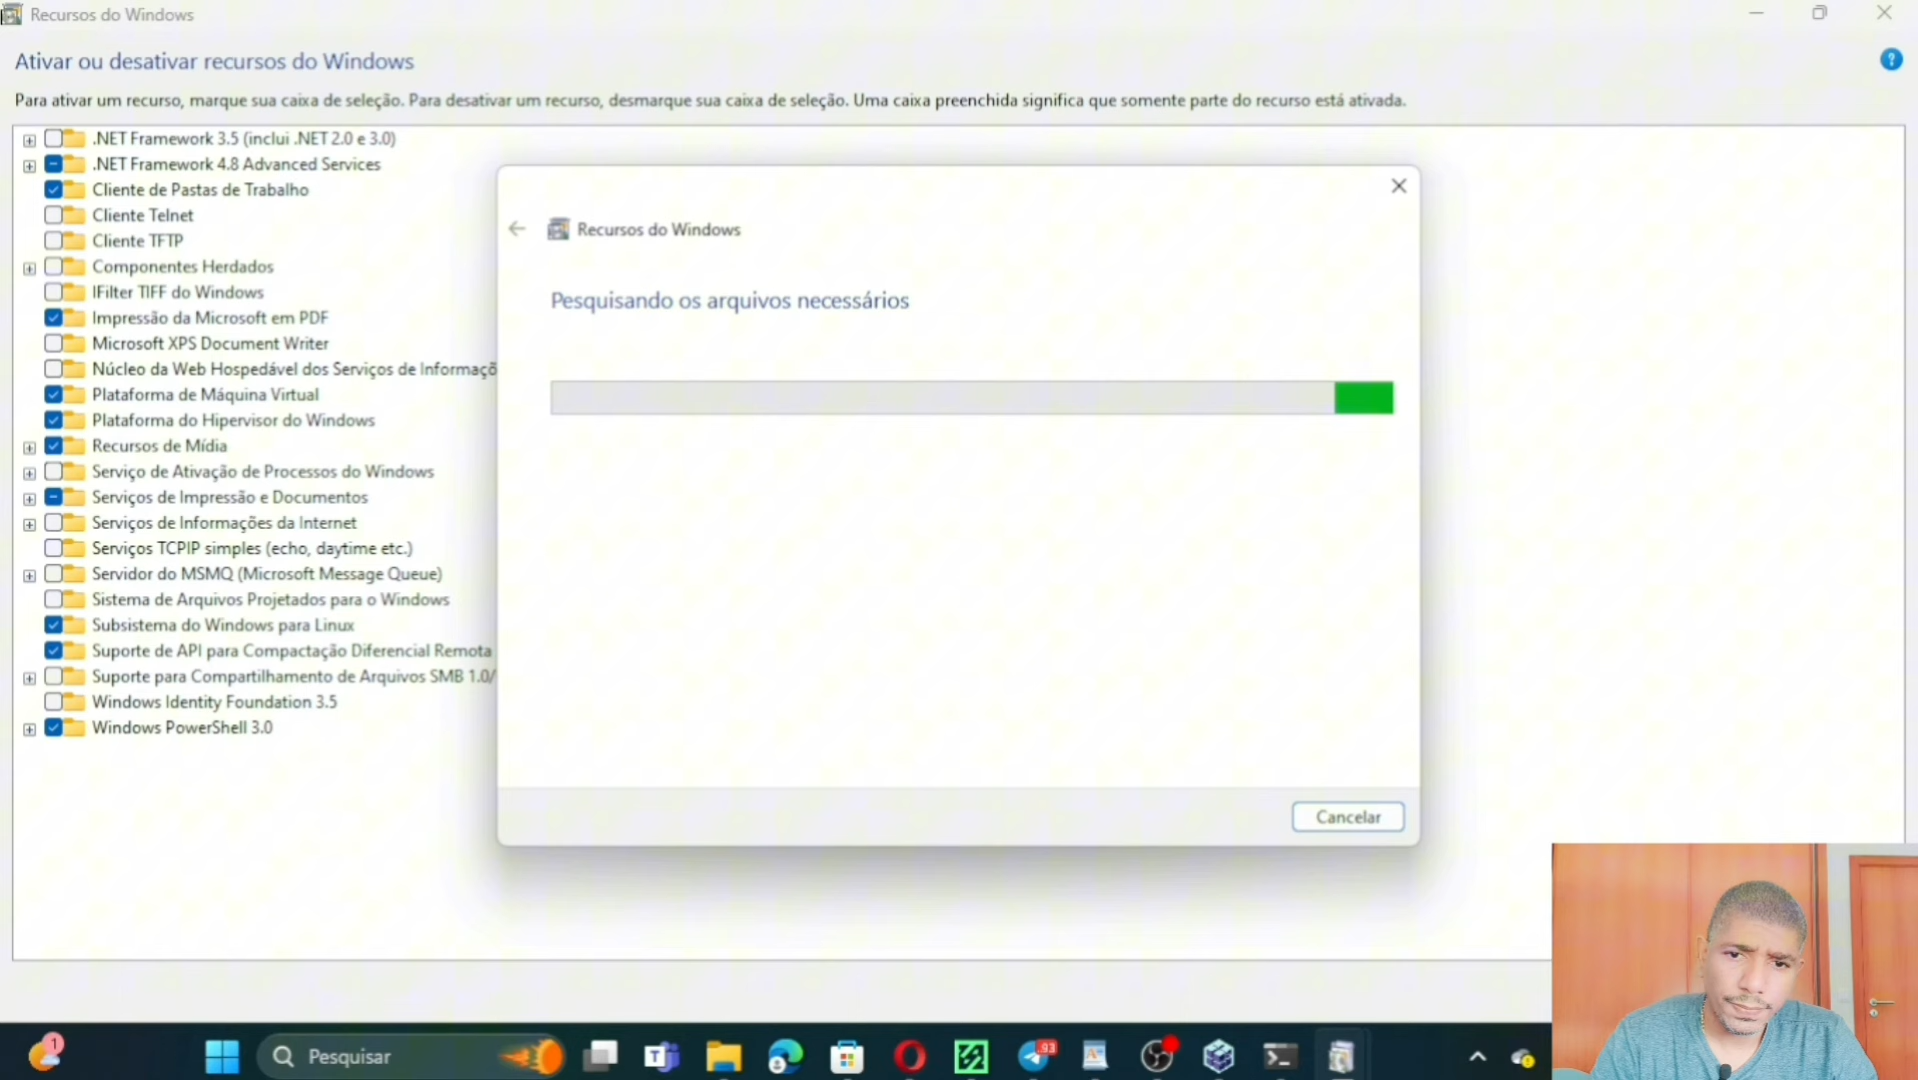 Recursos do Windows
Ativar ou desativar recursos do Windows
?
Para ativar um recurso, marque sua caixa de seleção. Para desativar um recurso, desmarque sua caixa de seleção. Uma caixa preenchida significa que somente parte do recurso está ativada.
.NET Framework 3.5 (inclui .NET 2.0 e 3.0)
.NET Framework 4.8 Advanced Services
Cliente de Pastas de Trabalho
Cliente Telnet
Cliente TFTP
Componentes Herdados
IFilter TIFF do Windows
Impressão da Microsoft em PDF
Microsoft XPS Document Writer
Núcleo da Web Hospedável dos Serviços de Informaçõ
Plataforma de Máquina Virtual
Plataforma do Hipervisor do Windows
Recursos de Mídia
Serviço de Ativação de Processos do Windows
Serviços de Impressão e Documentos
Serviços de Informações da Internet
Serviços TCPIP simples (echo, daytime etc.)
Servidor do MSMQ (Microsoft Message Queue)
Sistema de Arquivos Projetados para o Windows
Subsistema do Windows para Linux
Suporte de API para Compactação Diferencial Remota
Suporte para Compartilhamento de Arquivos SMB 1.0/
Windows Identity Foundation 3.5
Windows PowerShell 3.0
Recursos do Windows
Pesquisando os arquivos necessários
Cancelar
1
Pesquisar
T
93